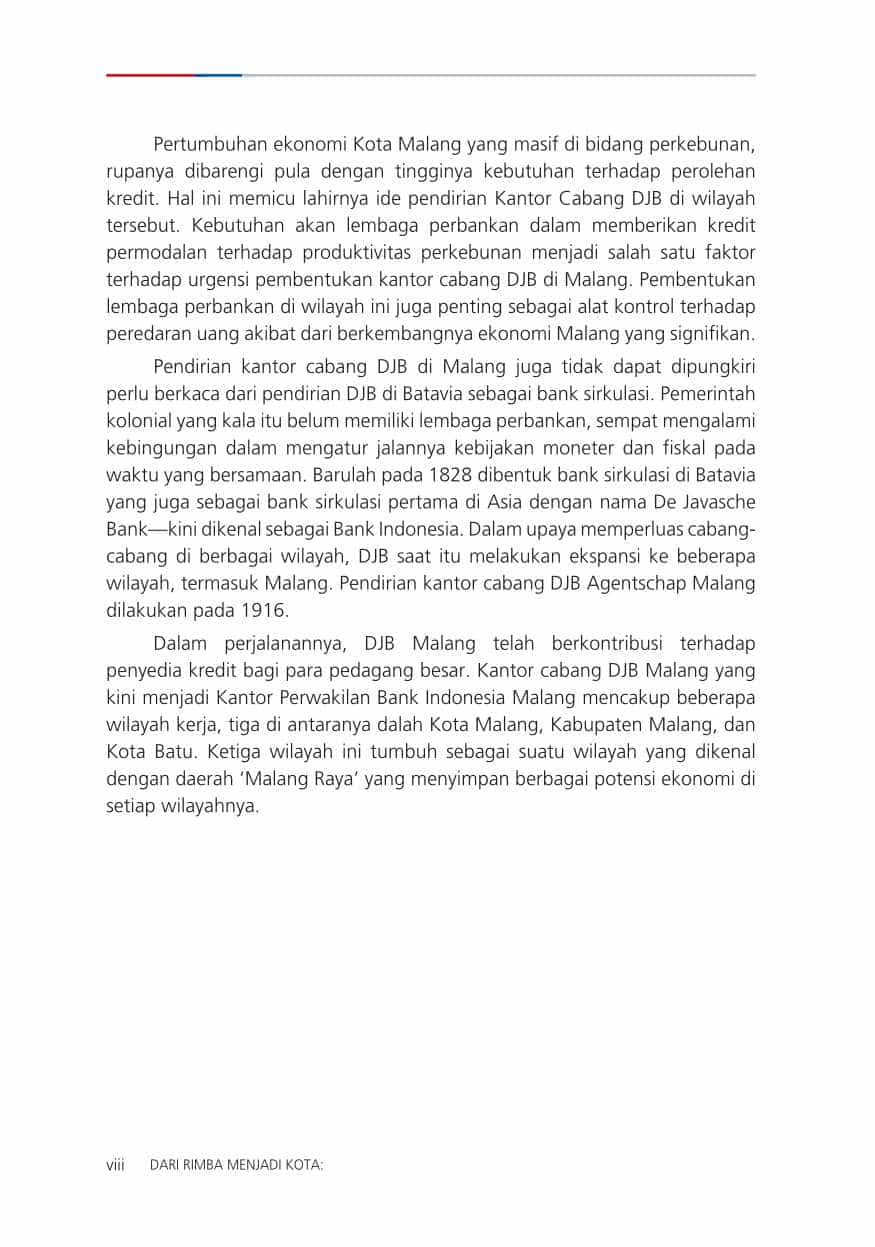 Pertumbuhan ekonomi Kota Malang yang masif di bidang perkebunan,
rupanya dibarengi pula dengan tingginya kebutuhan terhadap perolehan
kredit. Hal ini memicu lahirnya ide pendirian Kantor Cabang DJB di wilayah
tersebut. Kebutuhan akan lembaga perbankan dalam memberikan kredit
permodalan terhadap produktivitas perkebunan menjadi salah satu faktor
terhadap urgensi pembentukan kantor cabang DJB di Malang. Pembentukan
lembaga perbankan di wilayah ini juga penting sebagai alat kontrol terhadap
peredaran uang akibat dari berkembangnya ekonomi Malang yang signifikan.
Pendirian kantor cabang DJB di Malang juga tidak dapat dipungkiri
perlu berkaca dari pendirian DJB di Batavia sebagai bank sirkulasi. Pemerintah
kolonial yang kala itu belum memiliki lembaga perbankan, sempat mengalami
kebingungan dalam mengatur jalannya kebijakan moneter dan fiskal pada
waktu yang bersamaan. Barulah pada 1828 dibentuk bank sirkulasi di Batavia
yang juga sebagai bank sirkulasi pertama di Asia dengan nama De Javasche
Bank—kini dikenal sebagai Bank Indonesia. Dalam upaya memperluas cabang-
cabang di berbagai wilayah, DJB saat itu melakukan ekspansi ke beberapa
wilayah, termasuk Malang. Pendirian kantor cabang DJB Agentschap Malang
dilakukan pada 1916.
Dalam perjalanannya, DJB Malang telah berkontribusi terhadap
penyedia kredit bagi para pedagang besar. Kantor cabang DJB Malang yang
kini menjadi Kantor Perwakilan Bank Indonesia Malang mencakup beberapa
wilayah kerja, tiga di antaranya dalah Kota Malang, Kabupaten Malang, dan
Kota Batu. Ketiga wilayah ini tumbuh sebagai suatu wilayah yang dikenal
dengan daerah ‘Malang Raya’ yang menyimpan berbagai potensi ekonomi di
setiap wilayahnya.
viii DARI RIMBA MENJADI KOTA: